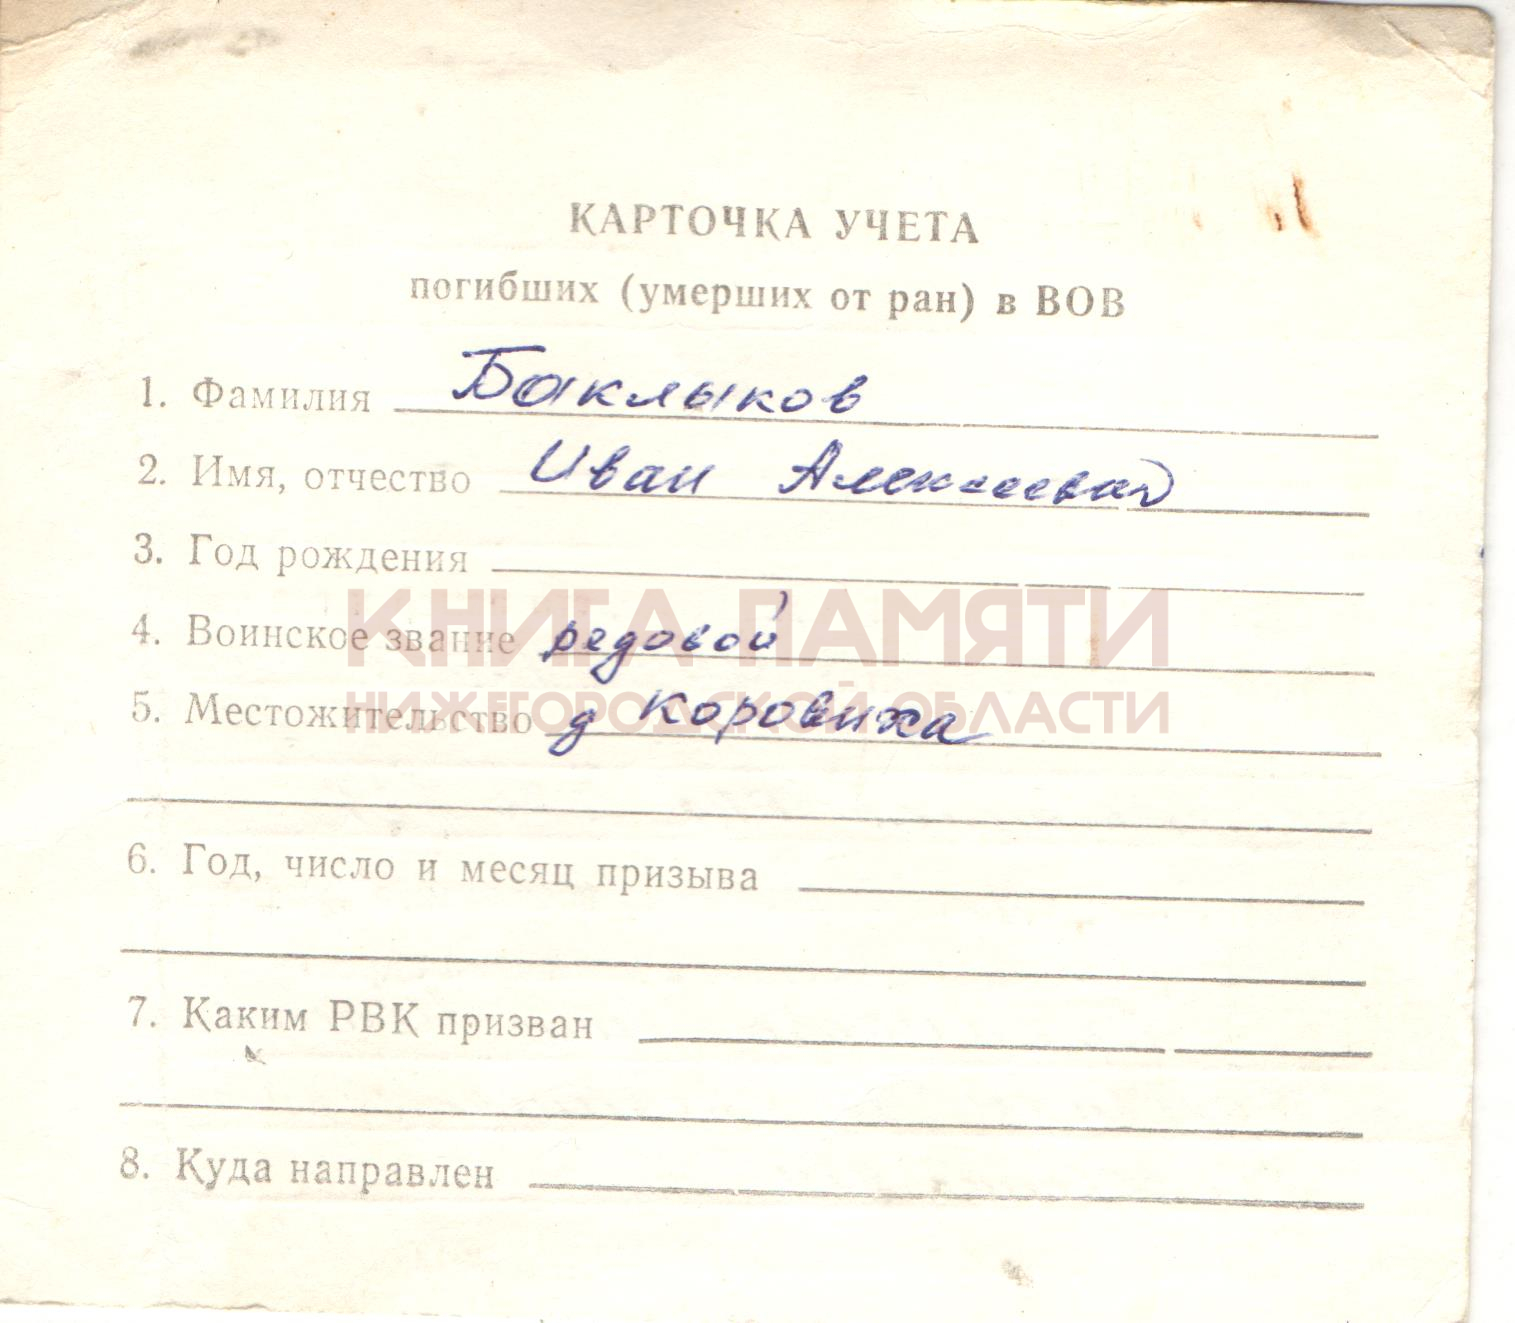 КАРТОЧКА УЧЕТА
погибших (умерших от ран) в ВОВ
1. Фамилия Баклыков
2. Имя, отчество Иван Алексеевич
3. Год рождения
КНИГА ПАМЯТИ
4. Воинское звание редовой
НИЖЕГОРОДСКОЙ ОБЛАСТИ
5. Местожительство д Коровиха
6. Год, число и месяц призыва
7. Каким РВК призван
8. Куда направлен